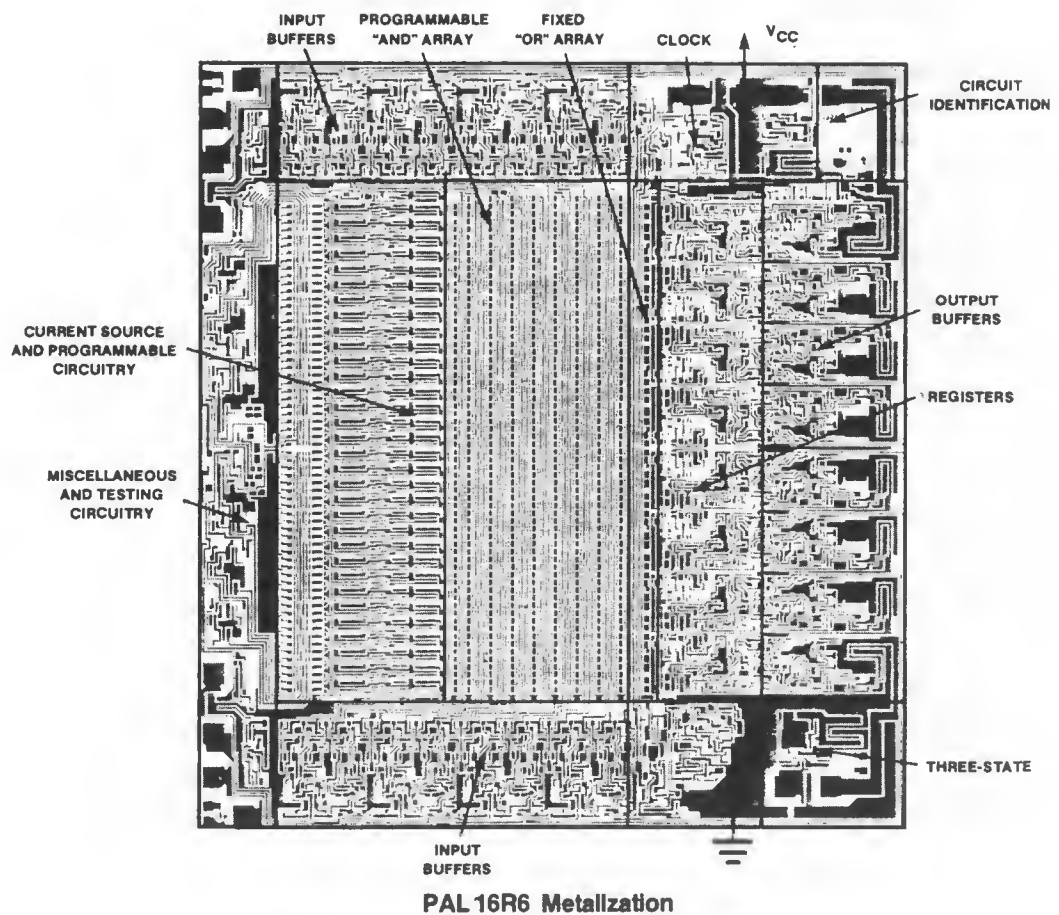 INPUT
BUFFERS
PROGRAMMABLE
"AND" ARRAY
FIXED
"OR" ARRAY
CLOCK
VCC
CIRCUIT
IDENTIFICATION
CURRENT SOURCE
AND PROGRAMMABLE
CIRCUITRY
OUTPUT
BUFFERS
REGISTERS
MISCELLANEOUS
AND TESTING
CIRCUITRY
THREE-STATE
INPUT
BUFFERS
PAL 16R6 Metalization